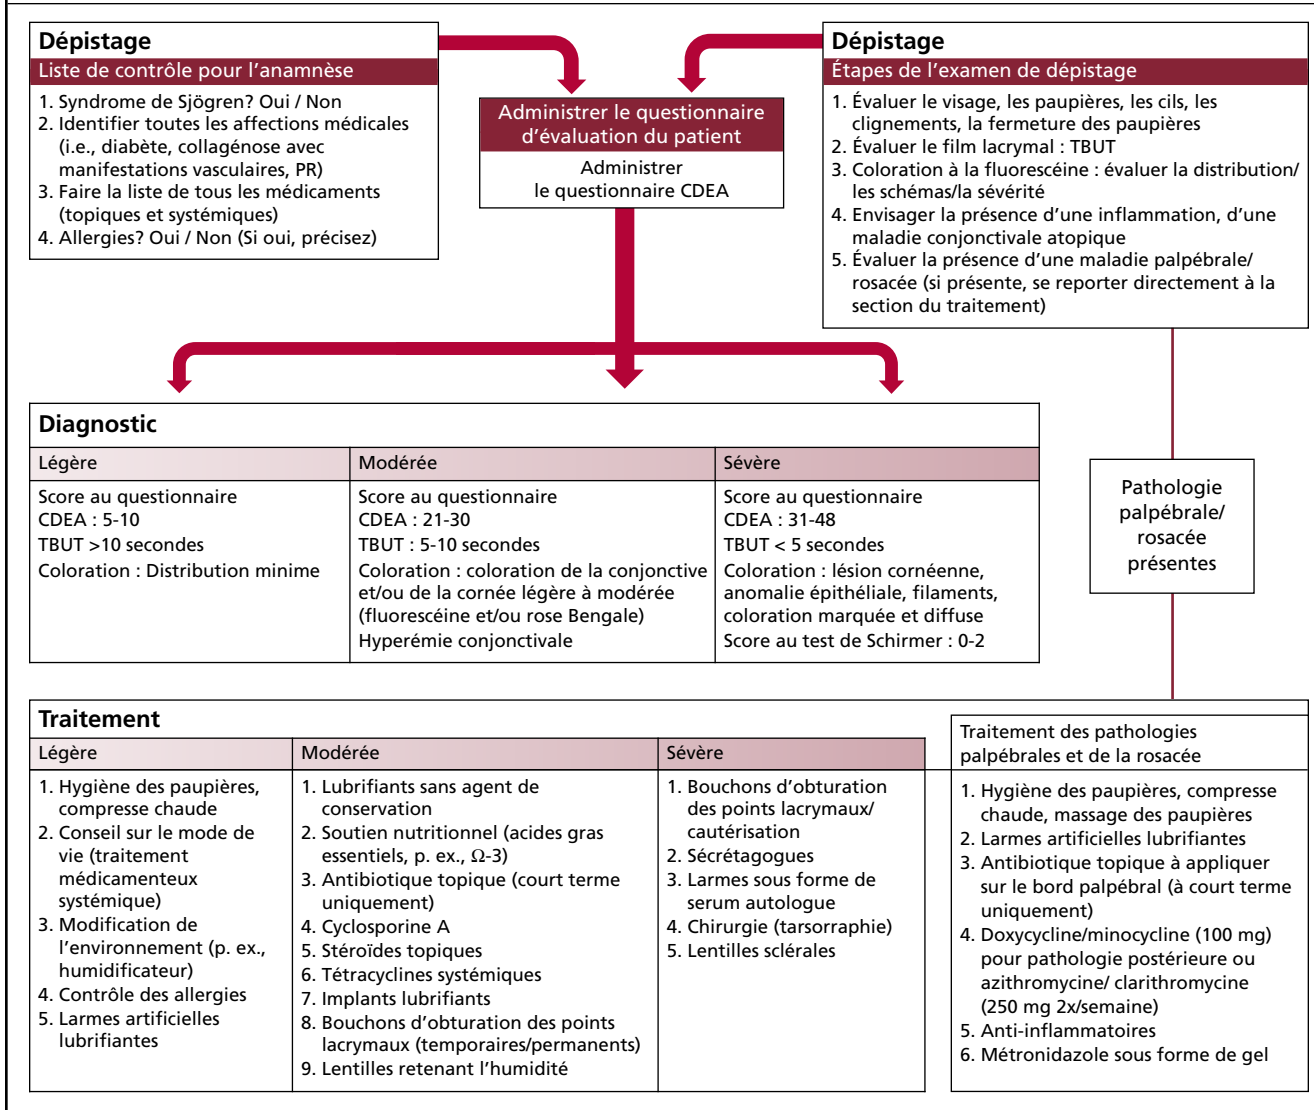 Dépistage
Liste de contrôle pour l'anamnèse
1. Syndrome de Sjögren? Oui / Non
2. Identifier toutes les affections médicales
(i.e., diabète, collagénose avec
manifestations vasculaires, PR)
3. Faire la liste de tous les médicaments
(topiques et systémiques)
4. Allergies? Oui / Non (Si oui, précisez)
Administrer le questionnaire
d'évaluation du patient
Administrer
le questionnaire CDEA
Dépistage
Étapes de l'examen de dépistage
1. Évaluer le visage, les paupières, les cils, les
clignements, la fermeture des paupières
2. Évaluer le film lacrymal : TBUT
3. Coloration à la fluorescéine : évaluer la distribution/
les schémas/la sévérité
4. Envisager la présence d'une inflammation, d'une
maladie conjonctivale atopique
5. Évaluer la présence d'une maladie palpébrale/
rosacée (si présente, se reporter directement à la
section du traitement)
Diagnostic
Légère
Score au questionnaire
CDEA : 5-10
TBUT >10 secondes
Coloration : Distribution minime
Modérée
Score au questionnaire
CDEA : 21-30
TBUT : 5-10 secondes
Coloration : coloration de la conjonctive
et/ou de la cornée légère à modérée
(fluorescéine et/ou rose Bengale)
Hyperémie conjonctivale
Sévère
Score au questionnaire
CDEA : 31-48
TBUT < 5 secondes
Coloration : lésion cornéenne,
anomalie épithéliale, filaments,
coloration marquée et diffuse
Score au test de Schirmer : 0-2
Pathologie
palpébrale/
rosacée
présentes
Traitement
Légère
1. Hygiène des paupières,
compresse chaude
2. Conseil sur le mode de
vie (traitement
médicamenteux
systémique)
3. Modification de
l'environnement (p. ex.,
humidificateur)
4. Contrôle des allergies
5. Larmes artificielles
lubrifiantes
Modérée
1. Lubrifiants sans agent de
conservation
2. Soutien nutritionnel (acides gras
essentiels, p. ex., Ω-3)
3. Antibiotique topique (court terme
uniquement)
4. Cyclosporine A
5. Stéroïdes topiques
6. Tétracyclines systémiques
7. Implants lubrifiants
8. Bouchons d'obturation des points
lacrymaux (temporaires/permanents)
9. Lentilles retenant l'humidité
Sévère
1. Bouchons d'obturation
des points lacrymaux/
cautérisation
2. Sécrétagogues
3. Larmes sous forme de
serum autologue
4. Chirurgie (tarsorraphie)
5. Lentilles sclérales
Traitement des pathologies
palpébrales et de la rosacée
1. Hygiène des paupières, compresse
chaude, massage des paupières
2. Larmes artificielles lubrifiantes
3. Antibiotique topique à appliquer
sur le bord palpébral (à court terme
uniquement)
4. Doxycycline/minocycline (100 mg)
pour pathologie postérieure ou
azithromycine/ clarithromycine
(250 mg 2x/semaine)
5. Anti-inflammatoires
6. Métronidazole sous forme de gel